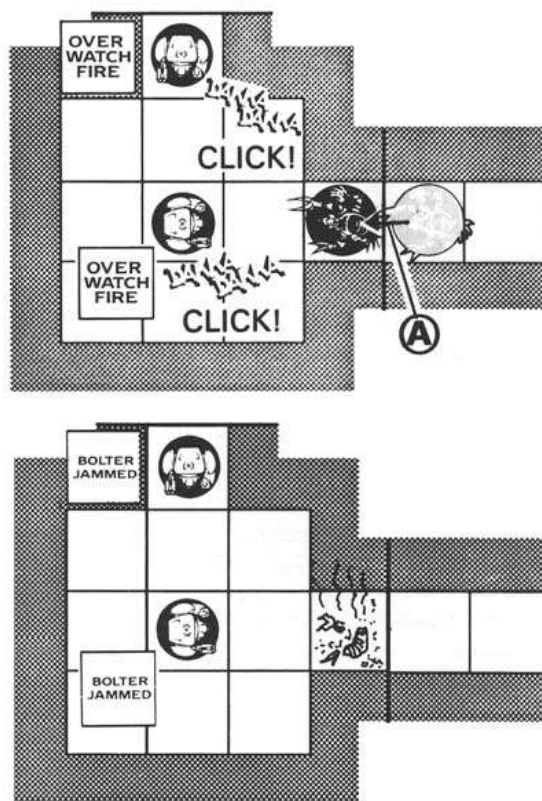 OVER
WATCH
FIRE
CLICK!
OVER
WATCH
FIRE
CLICK!
A
BOLTER
JAMMED
BOLTER
JAMMED